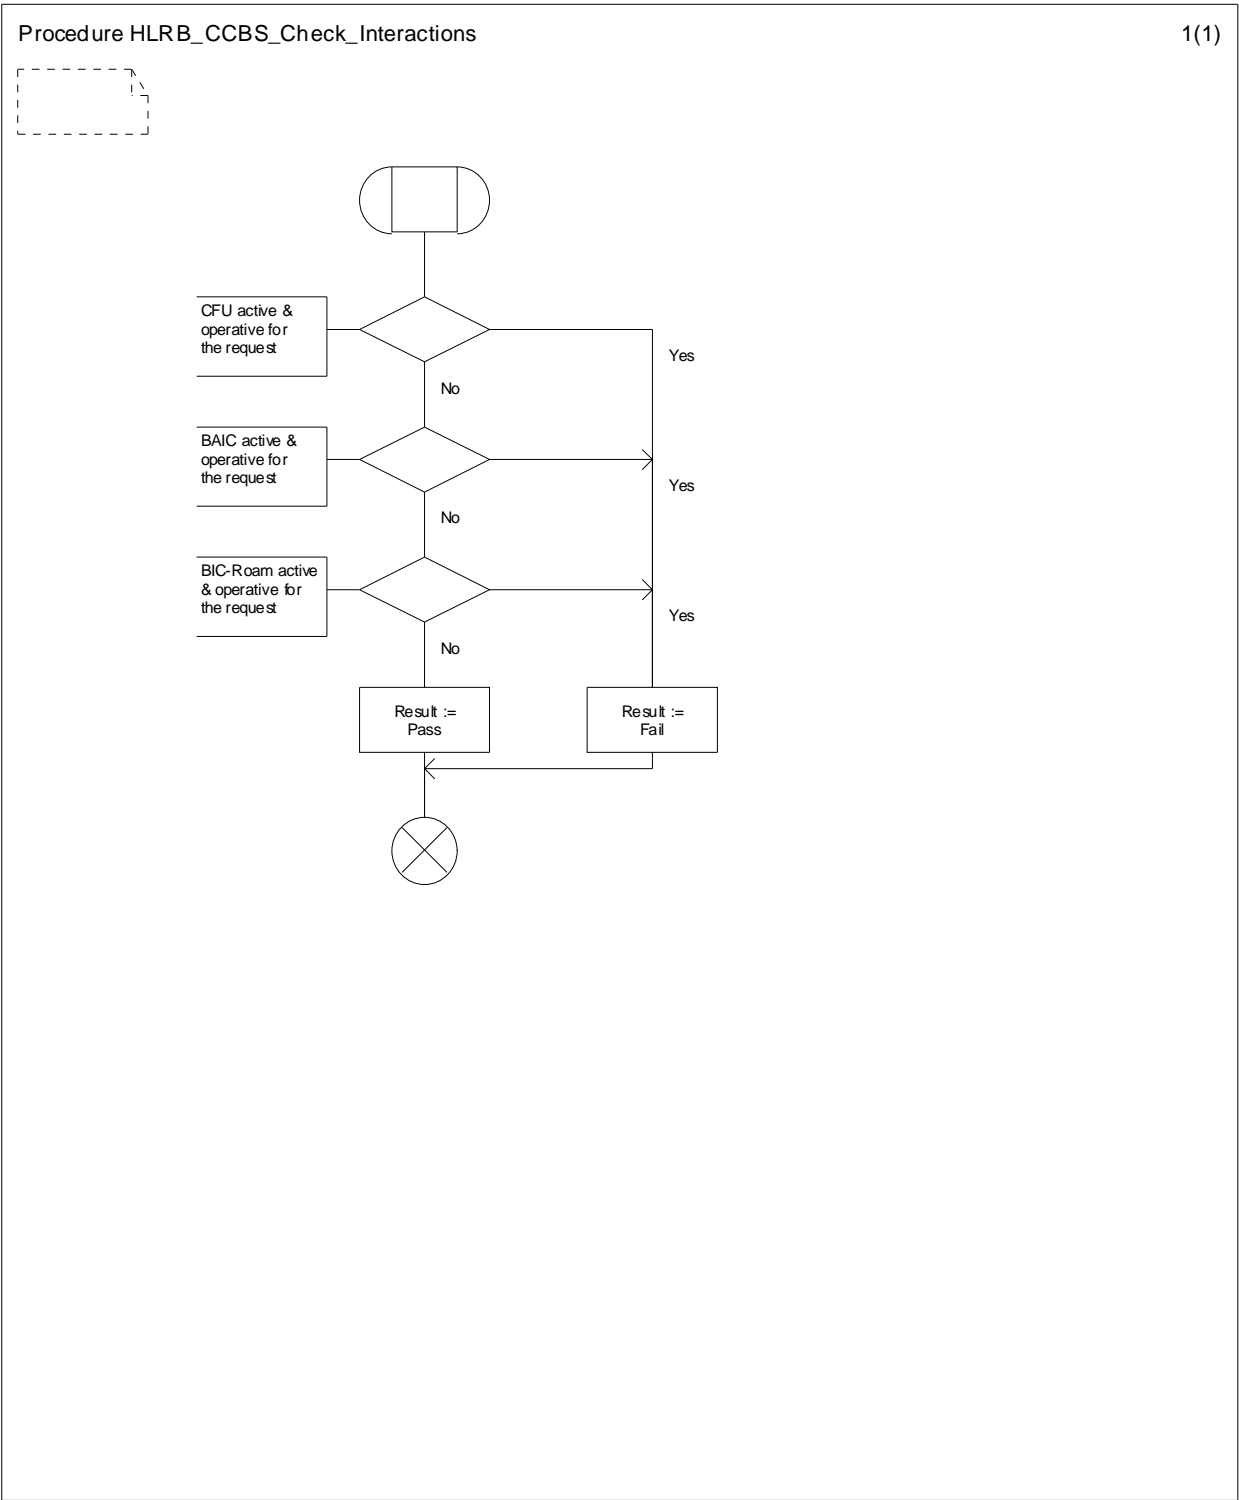 Procedure HLRB_CCBS_Check_Interactions
1(1)
CFU active &
operative for
the request
Yes
No
BAIC active &
operative for
the request
Yes
No
BIC-Roam active
& operative for
the request
Yes
No
Result :=
Pass
Result :=
Fail